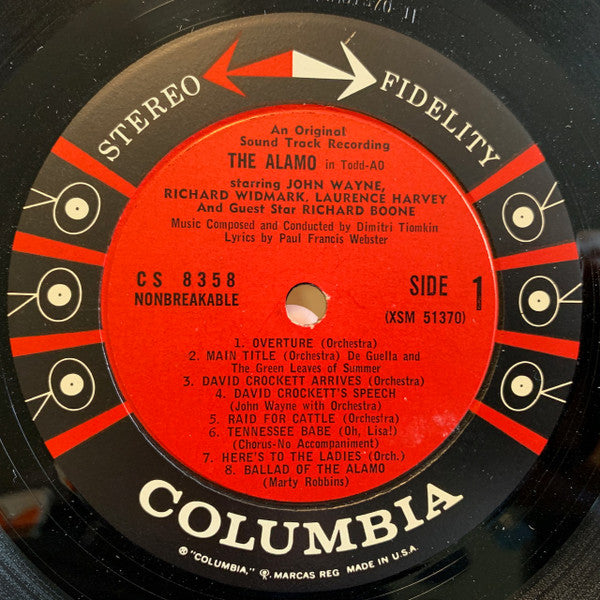 STEREO FIDELITY
An Original
Sound Track Recording
THE ALAMO in Todd-AO
starring JOHN WAYNE,
RICHARD WIDMARK, LAURENCE HARVEY
And Guest Star RICHARD BOONE
Music Composed and Conducted by Dimitri Tiomkin
Lyrics by Paul Francis Webster
CS 8358
NONBREAKABLE
SIDE 1
(XSM 51370)
1. OVERTURE (Orchestra)
2. MAIN TITLE (Orchestra) De Guella and
The Green Leaves of Summer
3. DAVID CROCKETT ARRIVES (Orchestra)
4. DAVID CROCKETT'S SPEECH
(John Wayne with Orchestra)
5. RAID FOR CATTLE (Orchestra)
6. TENNESSEE BABE (Oh, Lisa!)
(Chorus-No Accompaniment)
7. HERE'S TO THE LADIES (Orch.)
8. BALLAD OF THE ALAMO
(Marty Robbins)
COLUMBIA
® "COLUMBIA," MARCAS REG MADE IN U.S.A.